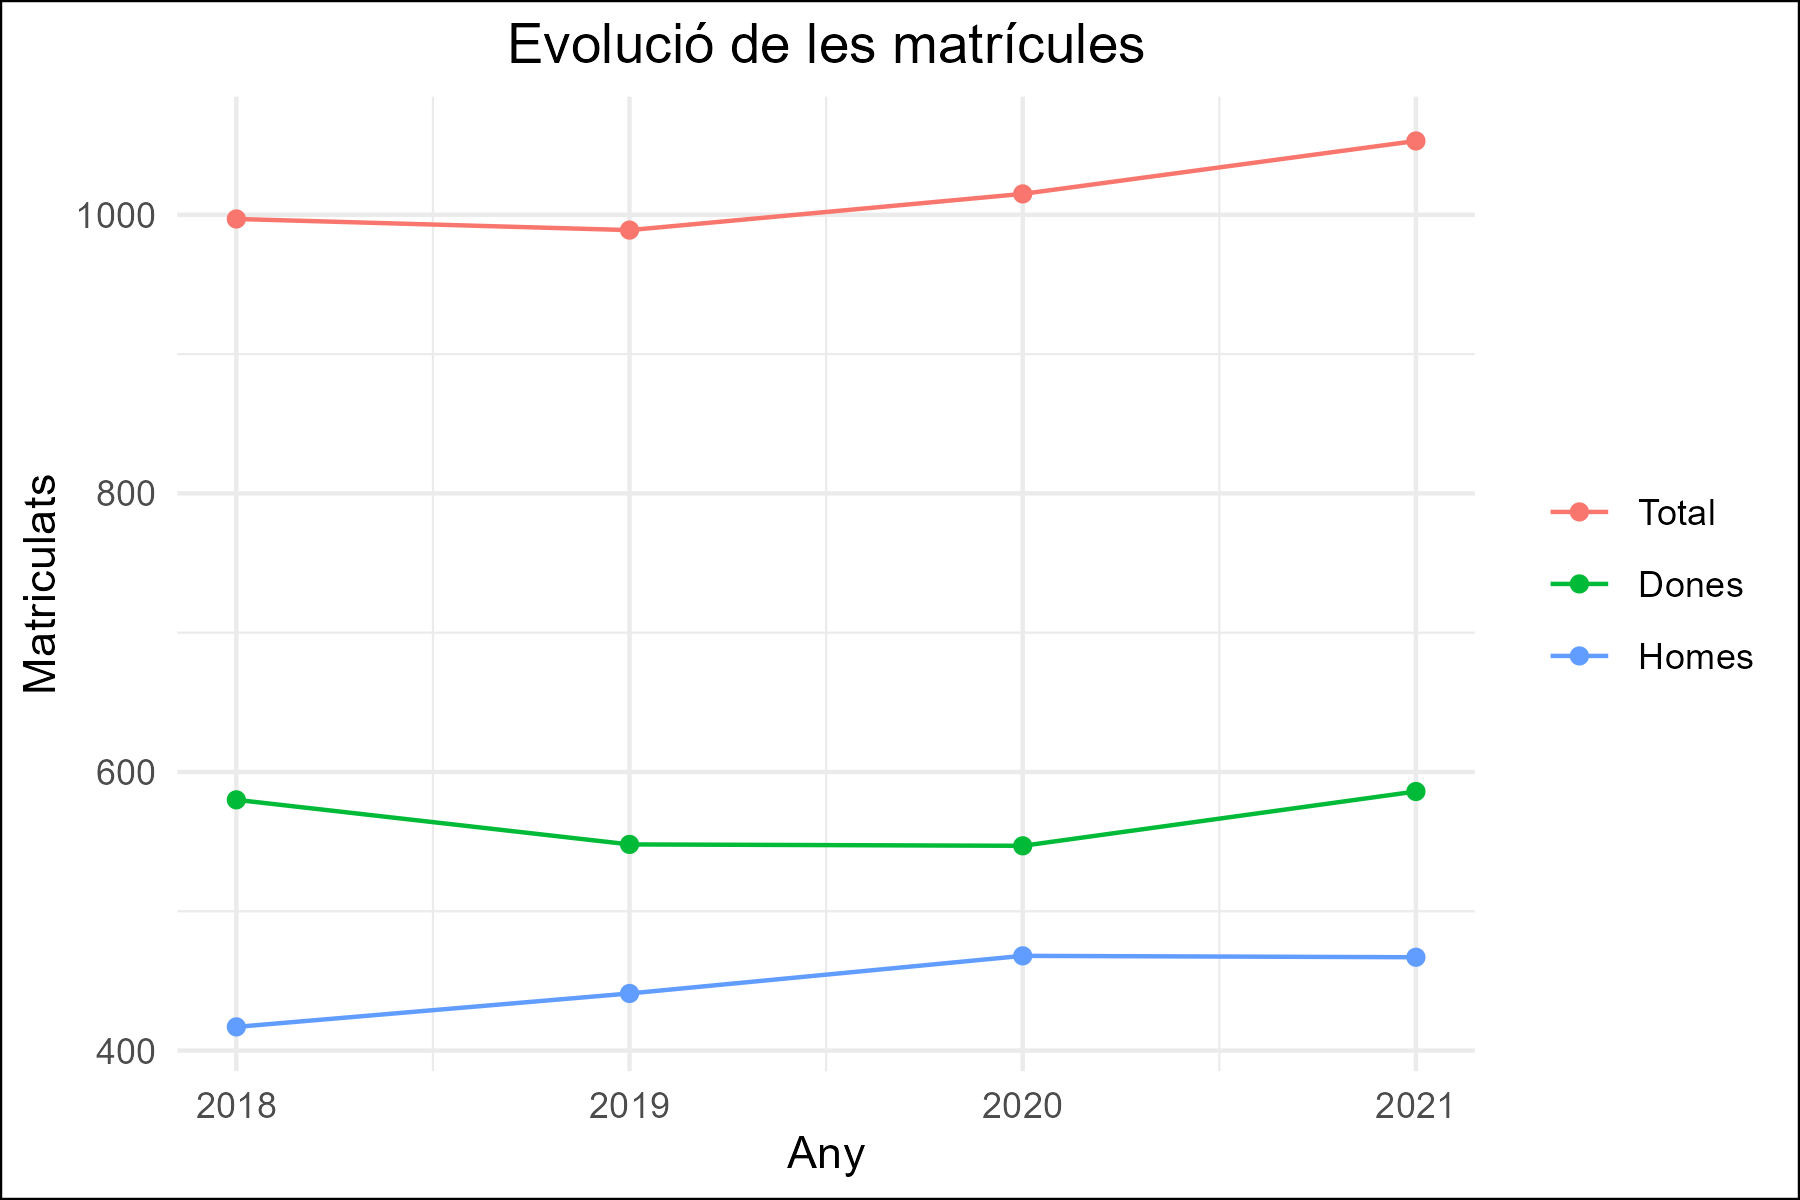 Evolució de les matrícules
Matriculats
1000
800
600
400
2018 2019 2020 2021
Any
Total
Dones
Homes